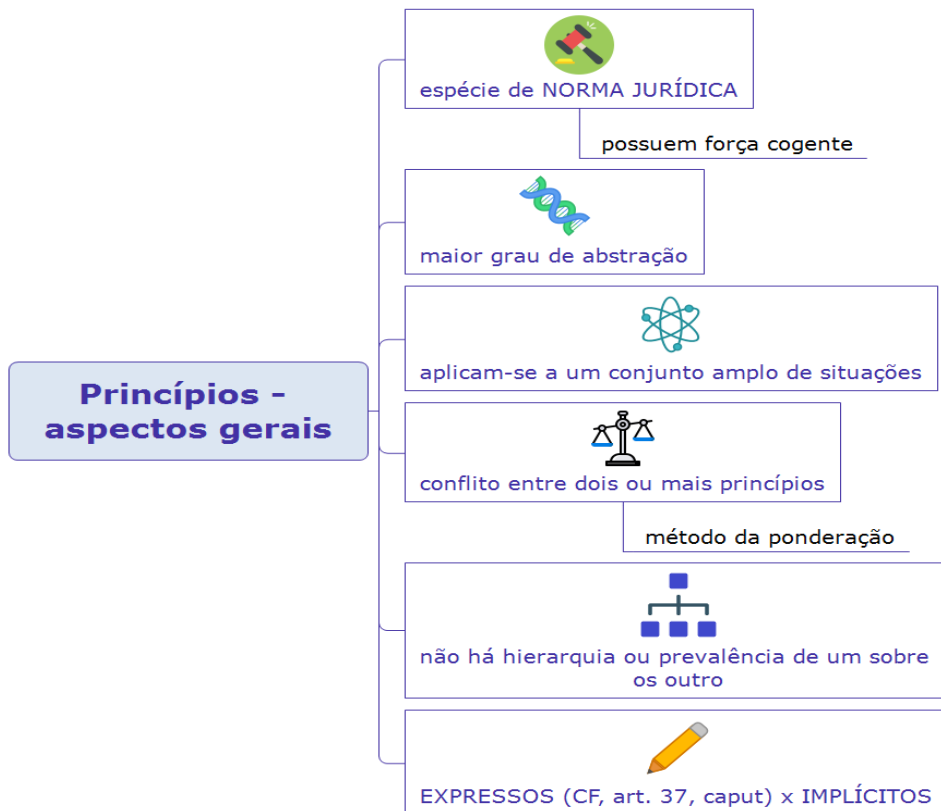 Princípios -
aspectos gerais
espécie de NORMA JURÍDICA
possuem força cogente
maior grau de abstração
aplicam-se a um conjunto amplo de situações
conflito entre dois ou mais princípios
método da ponderação
não há hierarquia ou prevalência de um sobre
os outro
EXPRESSOS (CF, art. 37, caput) x IMPLÍCITOS